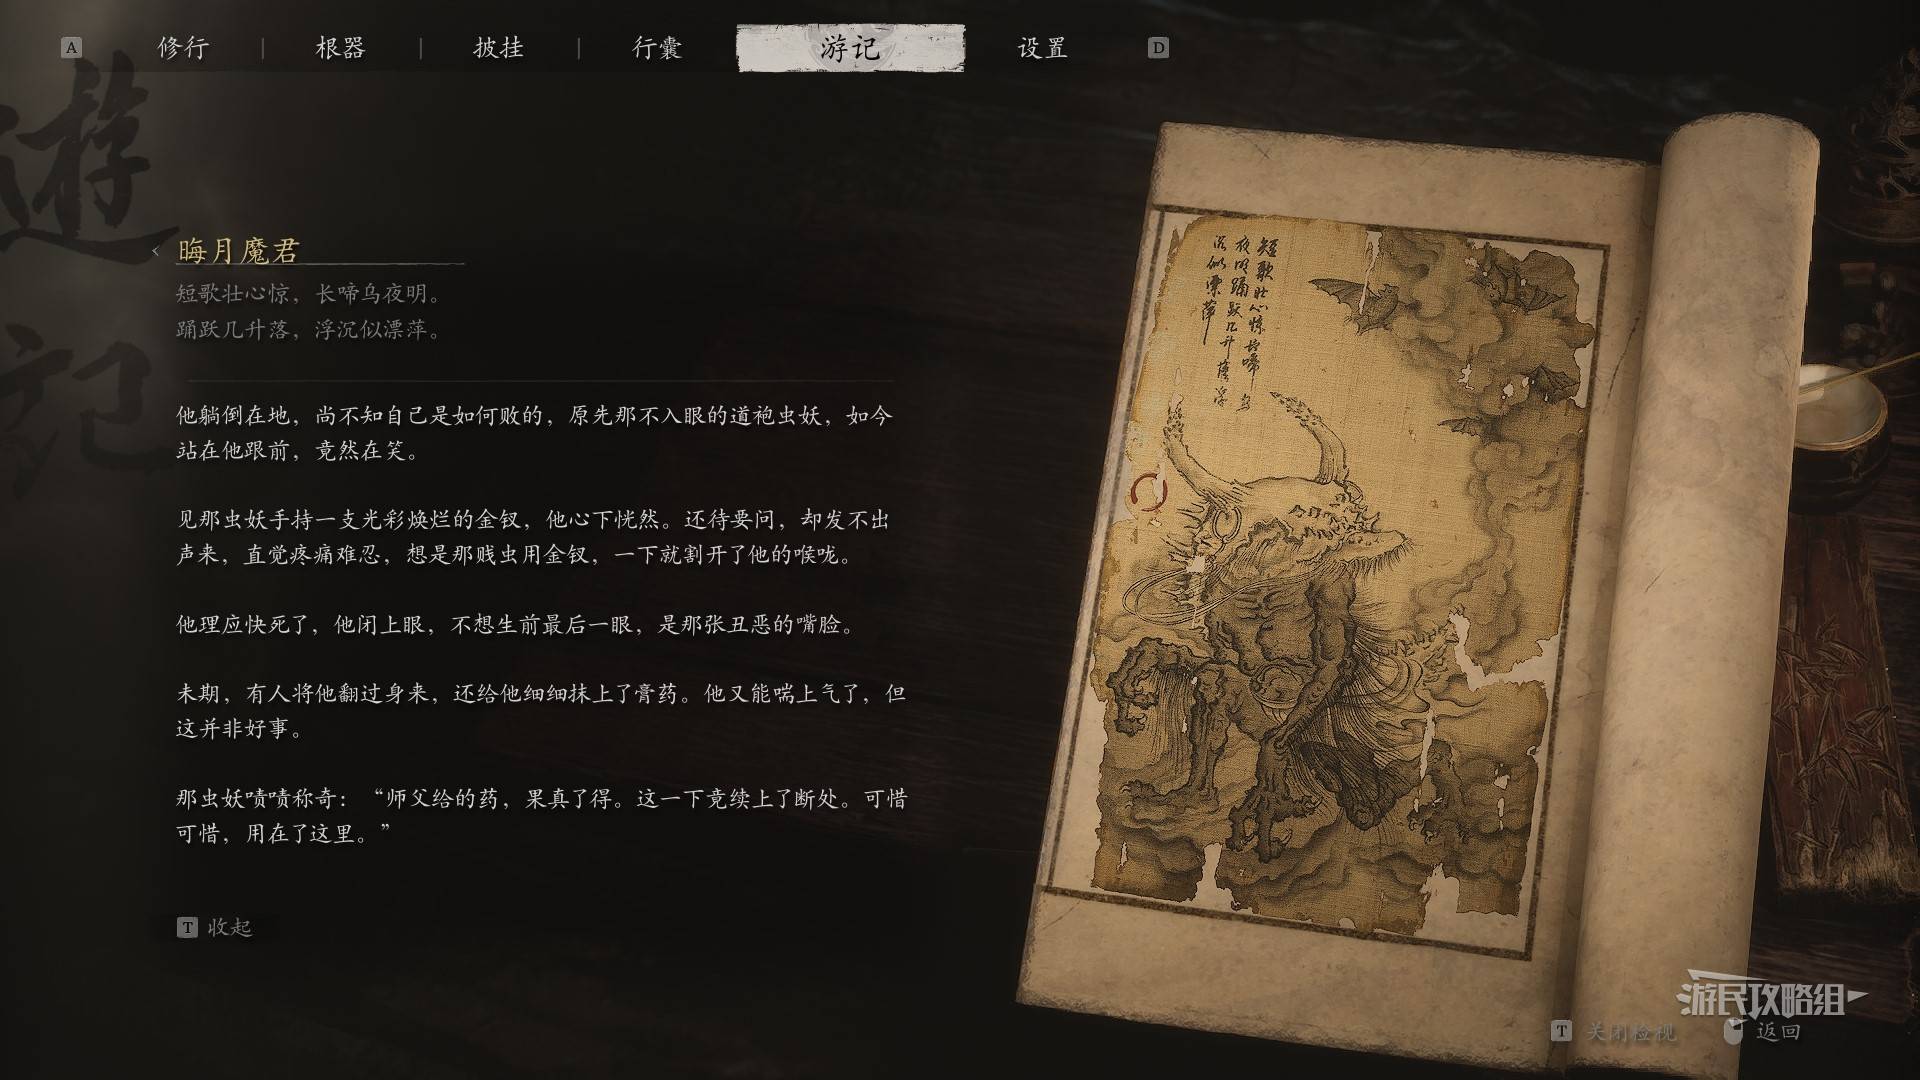 A
修行
根器
披挂
行囊
游记
设置
D
遊記
晦月魔君
短歌壮心惊，长啼乌夜明。
踊跃几升落，浮沉似漂萍。
他躺倒在地，尚不知自己是如何败的，原先那不入眼的道袍虫妖，如今
站在他跟前，竟然在笑。
见那虫妖手持一支光彩焕烂的金钗，他心下恍然。还待要问，却发不出
声来，直觉疼痛难忍，想是那贱虫用金钗，一下就割开了他的喉咙。
他理应快死了，他闭上眼，不想生前最后一眼，是那张丑恶的嘴脸。
未期，有人将他翻过身来，还给他细细抹上了膏药。他又能喘上气了，但
这并非好事。
那虫妖啧啧称奇：“师父给的药，果真了得。这一下竟续上了断处。可惜
可惜，用在了这里。”
T 收起
短歌壮心惊长啼乌
夜明踊跃几升落浮
沉似漂萍
游民攻略组
T 关闭检视
返回